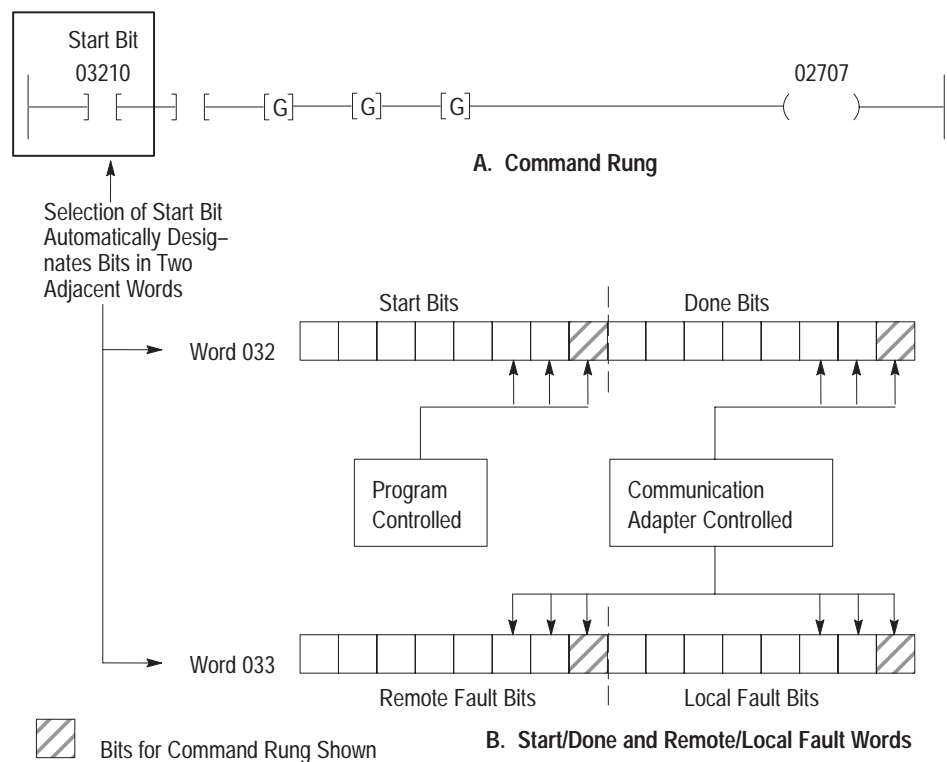 Start Bit
03210
02707
] [ ] [ [G] [G] [G] ( )
A. Command Rung
Selection of Start Bit
Automatically Desig–
nates Bits in Two
Adjacent Words
Start Bits
Done Bits
Word 032
Program
Controlled
Communication
Adapter Controlled
Word 033
Remote Fault Bits
Local Fault Bits
Bits for Command Rung Shown
B. Start/Done and Remote/Local Fault Words